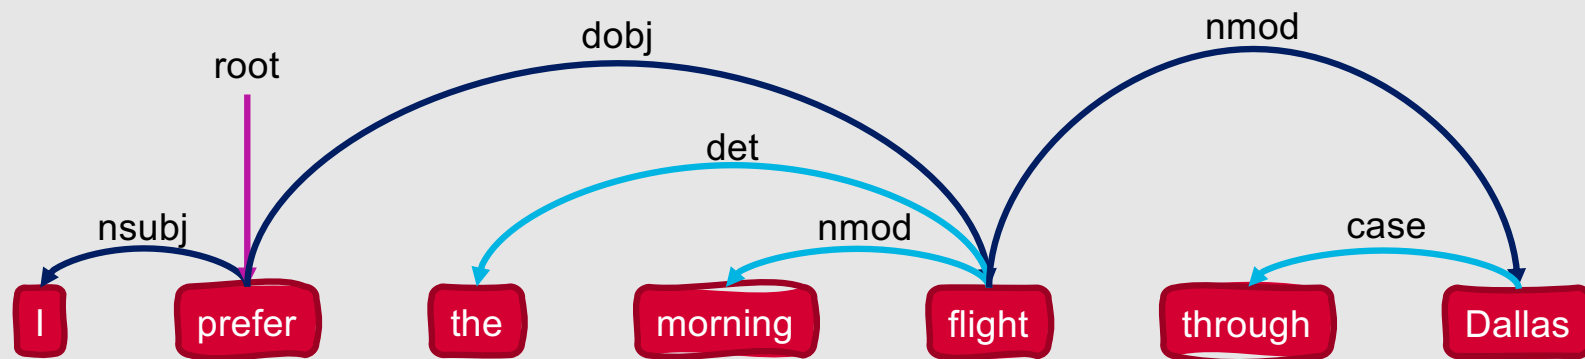 dobj
nmod
root
det
nsubj
nmod
case
I prefer the morning flight through Dallas